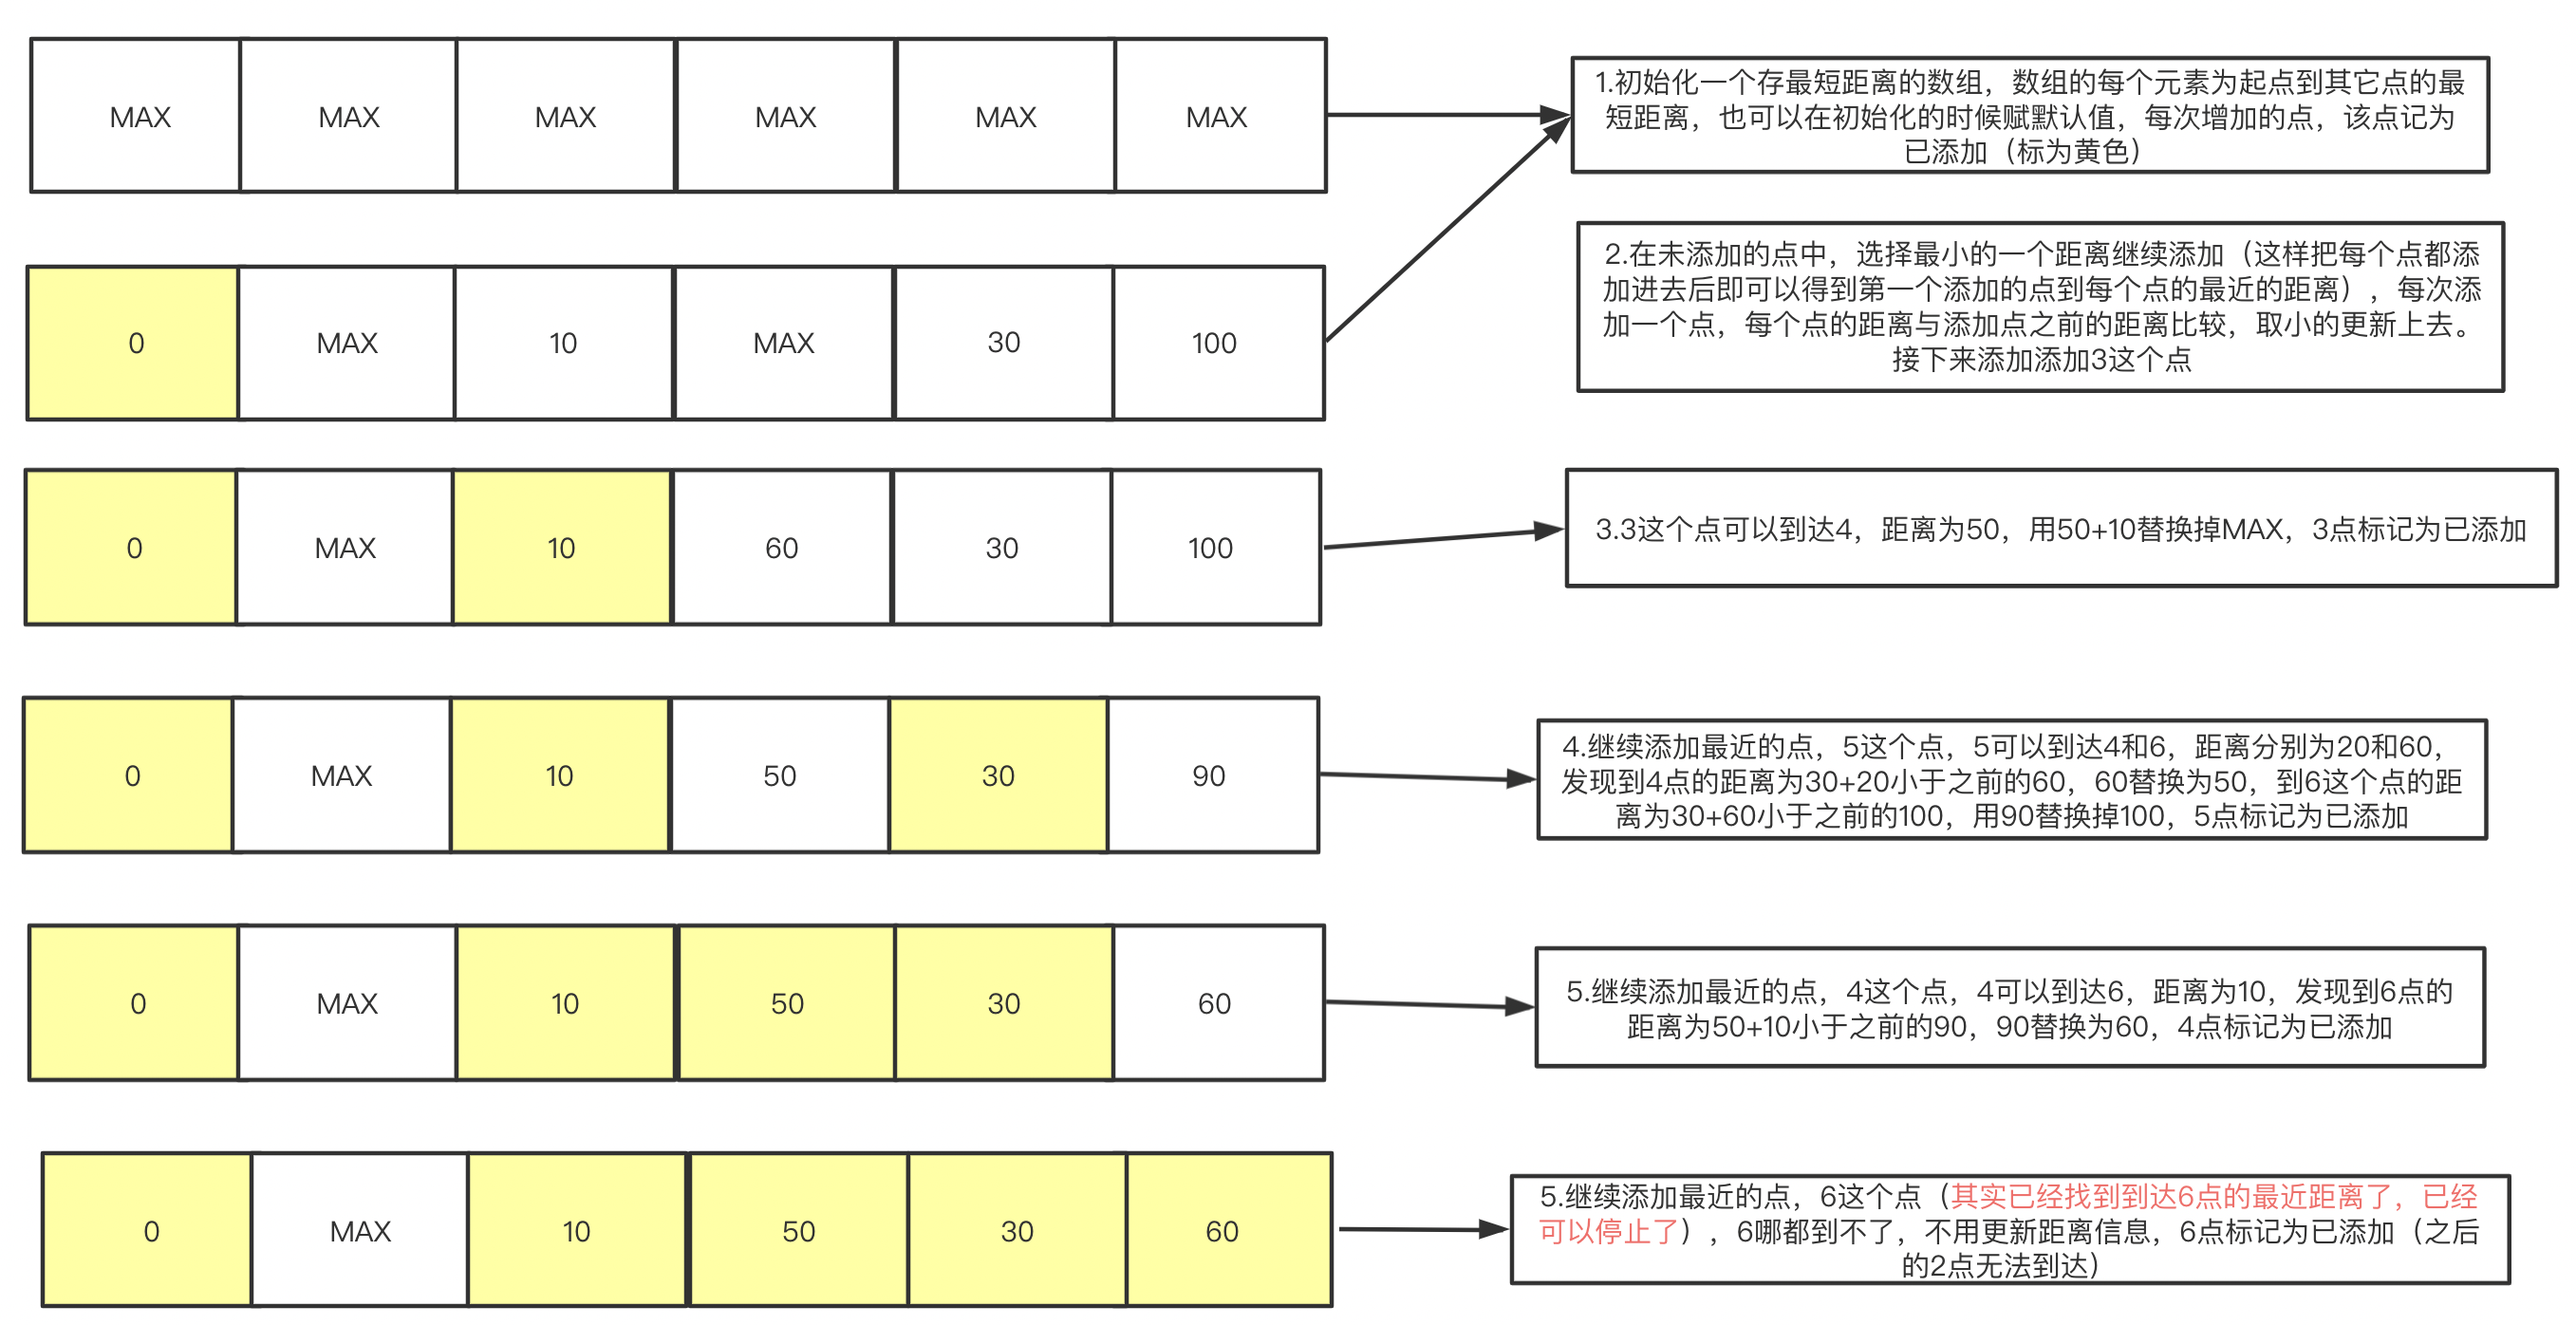 MAX MAX MAX MAX MAX MAX
1.初始化一个存最短距离的数组，数组的每个元素为起点到其它点的最
短距离，也可以在初始化的时候赋默认值，每次增加的点，该点记为
已添加（标为黄色）
0 MAX 10 MAX 30 100
2.在未添加的点中，选择最小的一个距离继续添加（这样把每个点都添
加进去后即可以得到第一个添加的点到每个点的最近的距离），每次添
加一个点，每个点的距离与添加点之前的距离比较，取小的更新上去。
接下来添加添加3这个点
0 MAX 10 60 30 100
3.3这个点可以到达4，距离为50，用50+10替换掉MAX，3点标记为已添加
0 MAX 10 50 30 90
4.继续添加最近的点，5这个点，5可以到达4和6，距离分别为20和60，
发现到4点的距离为30+20小于之前的60，60替换为50，到6这个点的距
离为30+60小于之前的100，用90替换掉100，5点标记为已添加
0 MAX 10 50 30 60
5.继续添加最近的点，4这个点，4可以到达6，距离为10，发现到6点的
距离为50+10小于之前的90，90替换为60，4点标记为已添加
0 MAX 10 50 30 60
5.继续添加最近的点，6这个点（其实已经找到到达6点的最近距离了，已经
可以停止了），6哪都到不了，不用更新距离信息，6点标记为已添加（之后
的2点无法到达）